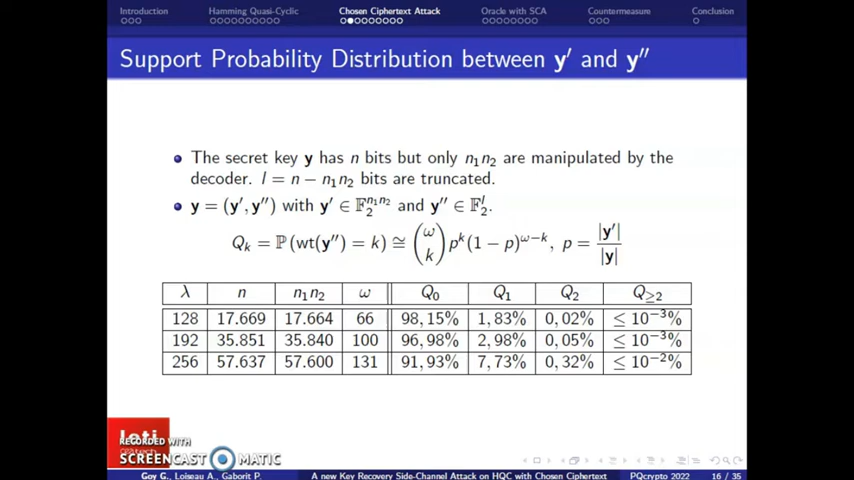 Introduction Hamming Quasi-Cyclic Chosen Ciphertext Attack Oracle with SCA Countermeasure Conclusion
Support Probability Distribution between y′ and y″
The secret key y has n bits but only n₁n₂ are manipulated by the
decoder. l = n − n₁n₂ bits are truncated.
y = (y′, y″) with y′ ∈ 𝔽₂^{n₁n₂} and y″ ∈ 𝔽₂^l.
Q_k = ℙ(wt(y″) = k) ≅ (ω k) p^k(1 − p)^{ω−k}, p = |y′| / |y|
λ n n₁n₂ ω Q₀ Q₁ Q₂ Q≥₂
128 17.669 17.664 66 98,15% 1,83% 0,02% ≤ 10⁻³%
192 35.851 35.840 100 96,98% 2,98% 0,05% ≤ 10⁻³%
256 57.637 57.600 131 91,93% 7,73% 0,32% ≤ 10⁻²%
RECORDED WITH
SCREENCAST MATIC
Goy G., Loiseau A., Gaborit P. A new Key Recovery Side-Channel Attack on HQC with Chosen Ciphertext PQcrypto 2022 16 / 35